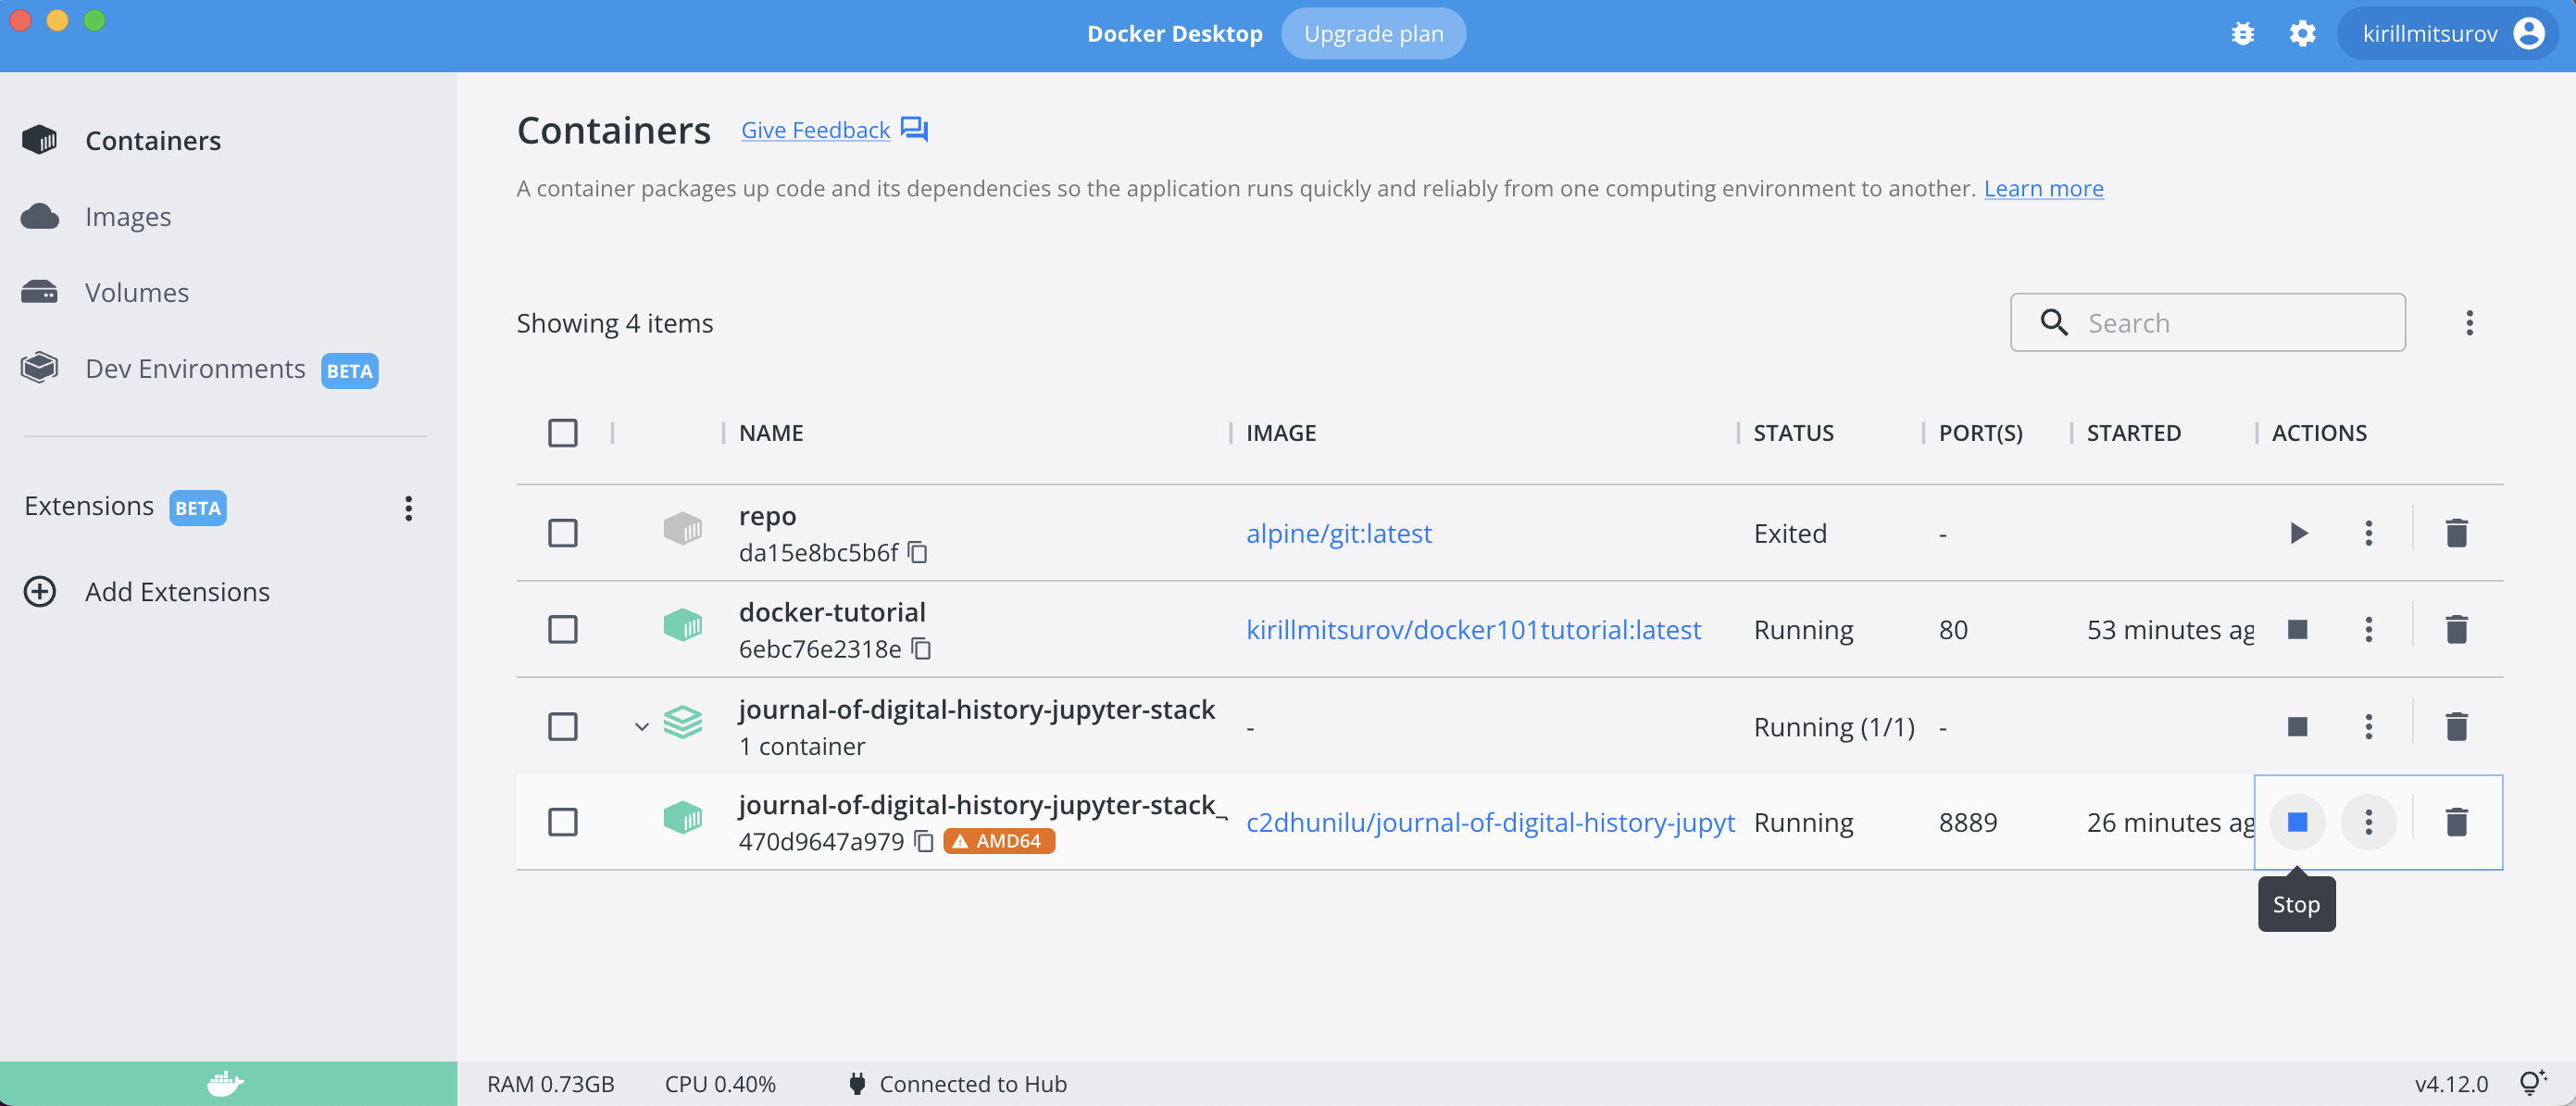 Docker Desktop Upgrade plan kirillmitsurov
Containers
Images
Volumes
Dev Environments BETA
Extensions BETA
Add Extensions
Containers Give Feedback
A container packages up code and its dependencies so the application runs quickly and reliably from one computing environment to another. Learn more
Showing 4 items Search
NAME IMAGE STATUS PORT(S) STARTED ACTIONS
repo
da15e8bc5b6f alpine/git:latest Exited -
docker-tutorial
6ebc76e2318e kirillmitsurov/docker101tutorial:latest Running 80 53 minutes ag
journal-of-digital-history-jupyter-stack
1 container - Running (1/1) -
journal-of-digital-history-jupyter-stack_
470d9647a979 AMD64 c2dhunilu/journal-of-digital-history-jupyt Running 8889 26 minutes ag
Stop
RAM 0.73GB CPU 0.40% Connected to Hub v4.12.0